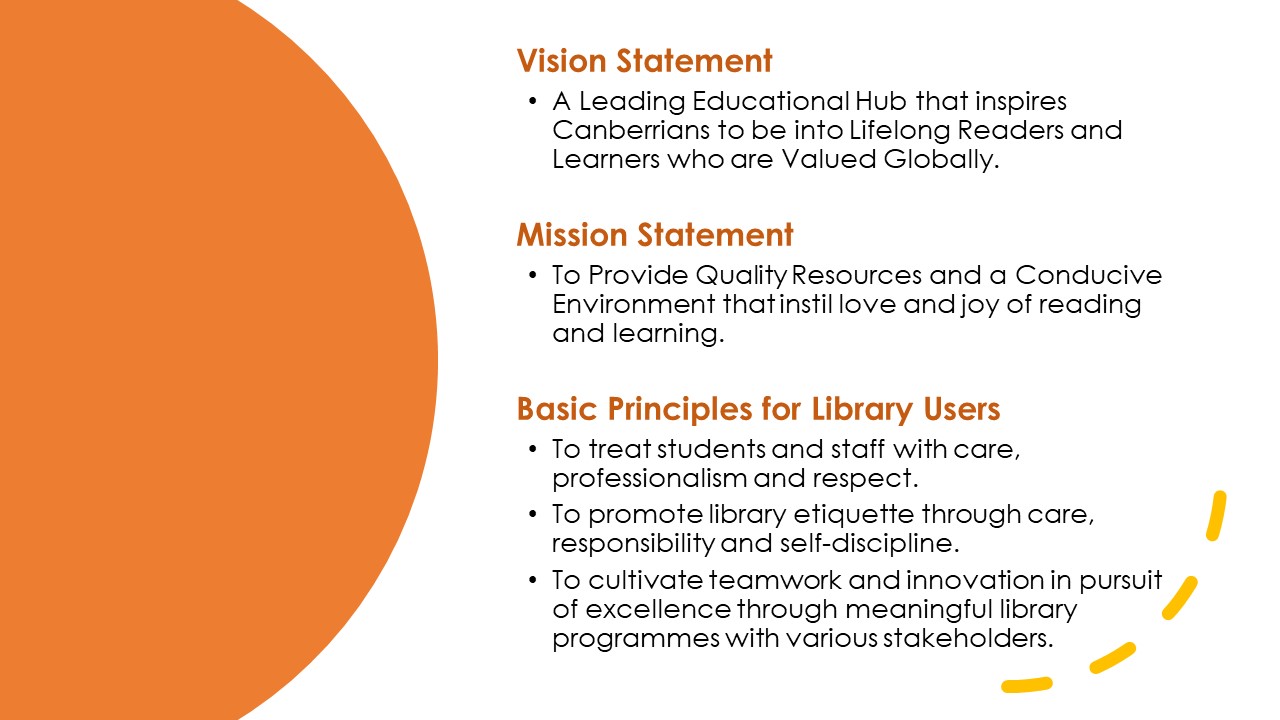 Vision Statement
• A Leading Educational Hub that inspires
Canberrians to be into Lifelong Readers and
Learners who are Valued Globally.
Mission Statement
• To Provide Quality Resources and a Conducive
Environment that instil love and joy of reading
and learning.
Basic Principles for Library Users
• To treat students and staff with care,
professionalism and respect.
• To promote library etiquette through care,
responsibility and self-discipline.
• To cultivate teamwork and innovation in pursuit
of excellence through meaningful library
programmes with various stakeholders.